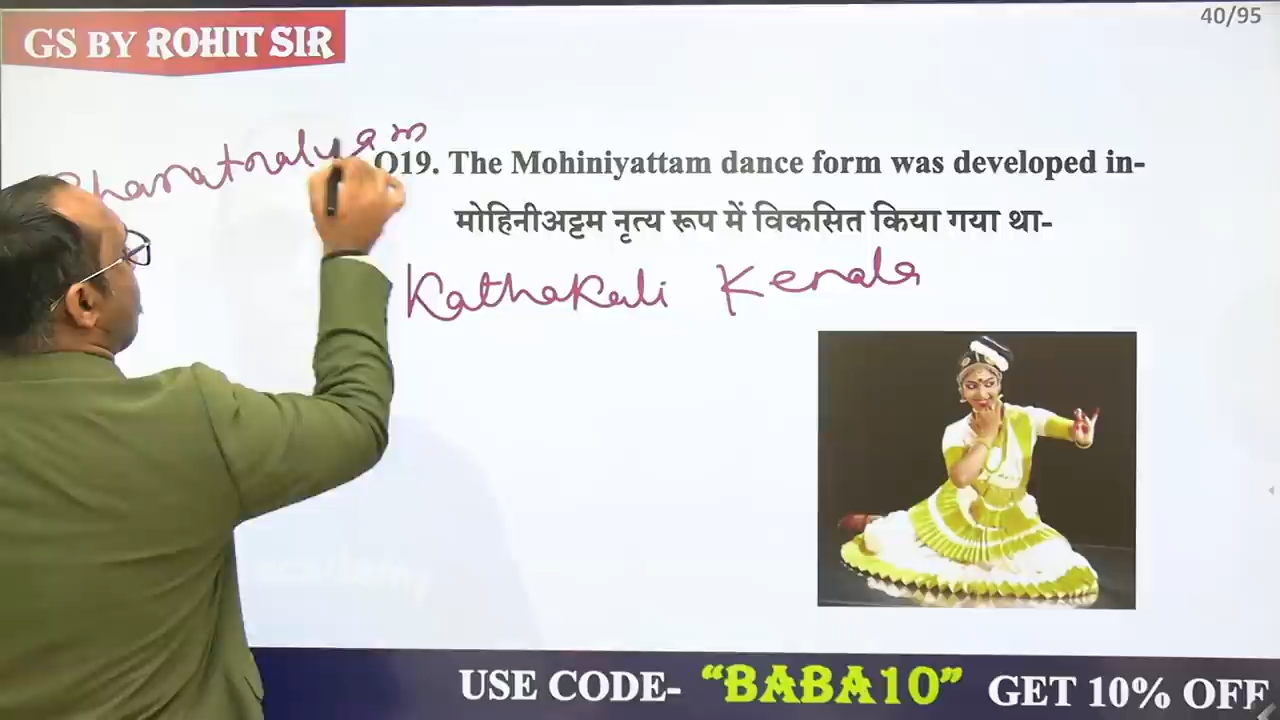 40/95
GS BY ROHIT SIR
Q19. The Mohiniyattam dance form was developed in-
मोहिनीअट्टम नृत्य रूप में विकसित किया गया था-
Kathakali Kerala
USE CODE- “BABA10” GET 10% OFF